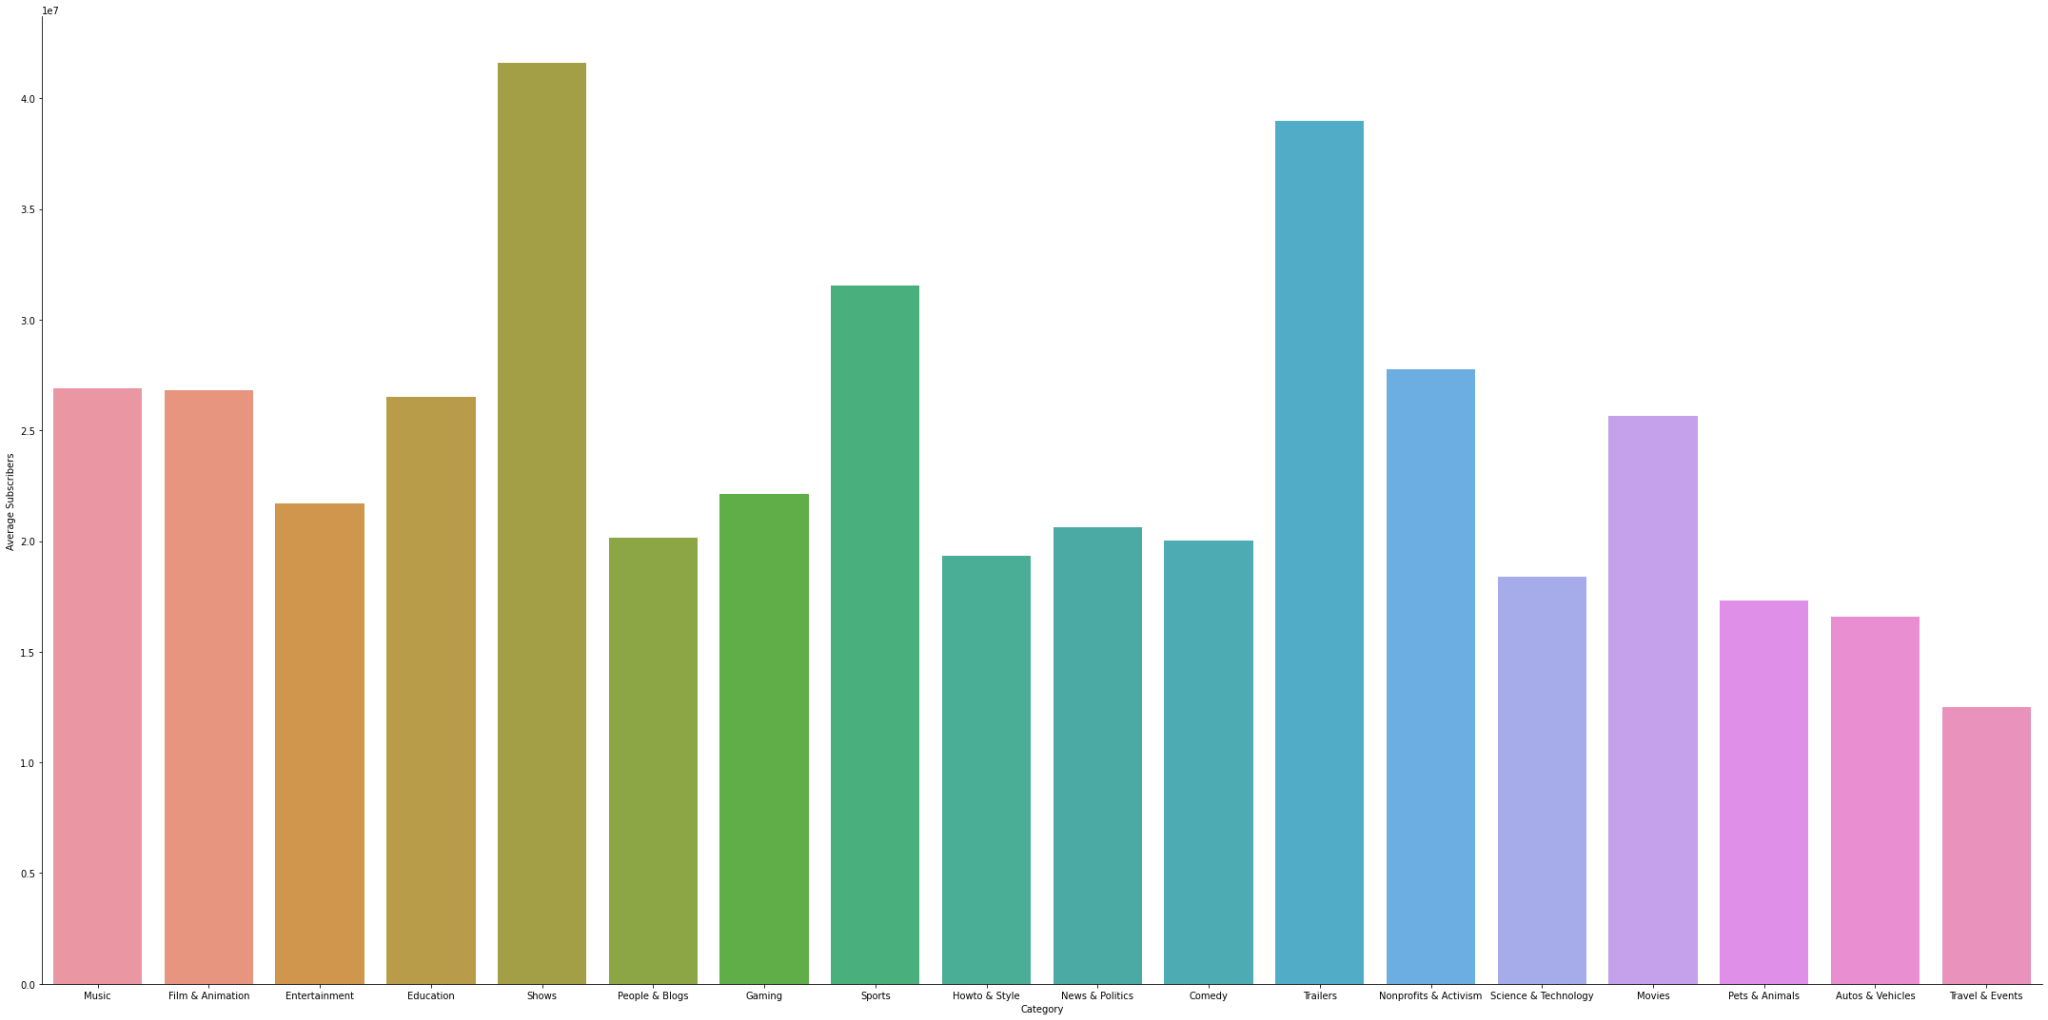 1e7
4.0
3.5
3.0
2.5
2.0
1.5
1.0
0.5
0.0
Average Subscribers
Music
Film & Animation
Entertainment
Education
Shows
People & Blogs
Gaming
Sports
Howto & Style
News & Politics
Comedy
Trailers
Nonprofits & Activism
Science & Technology
Movies
Pets & Animals
Autos & Vehicles
Travel & Events
Category